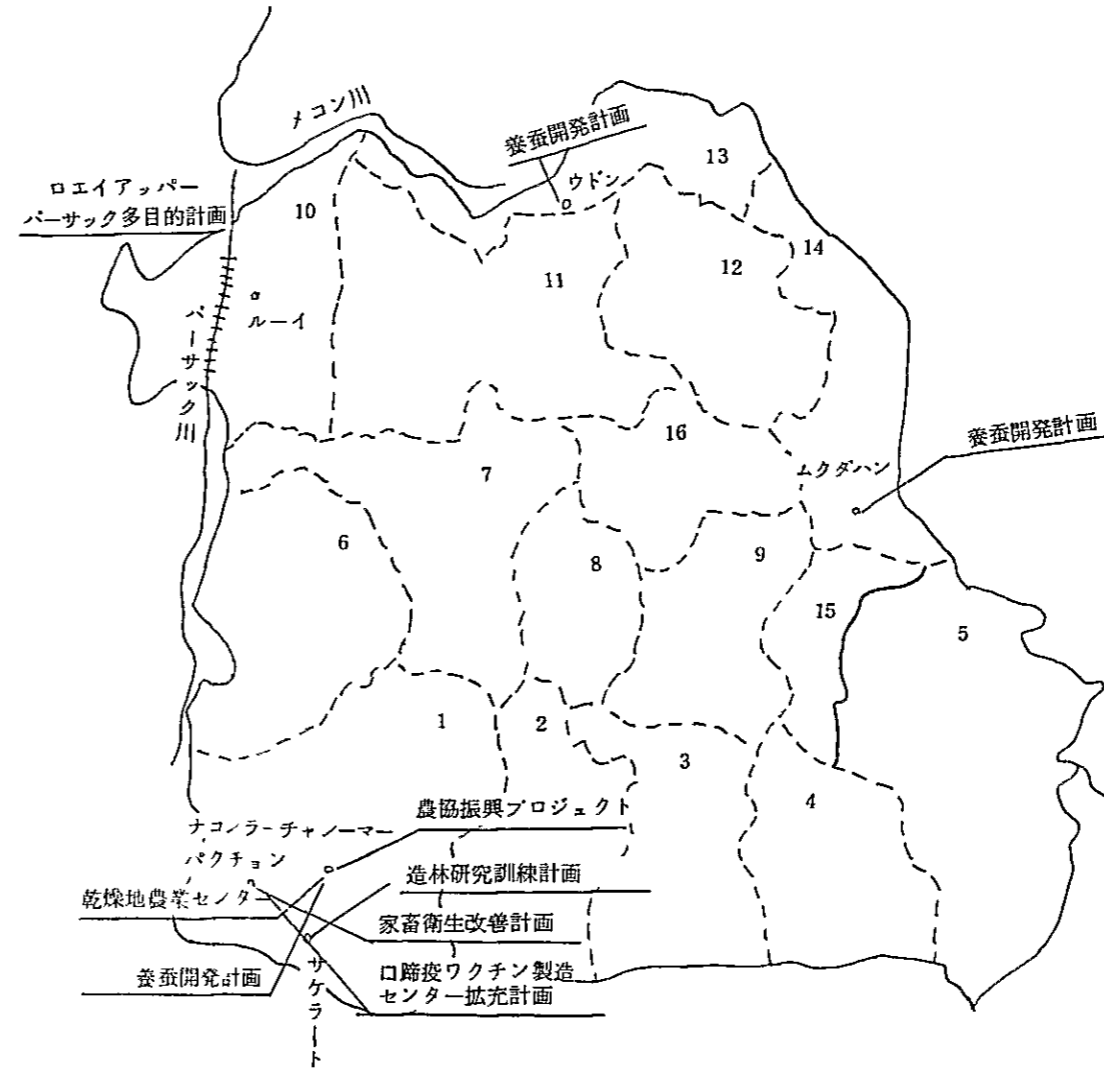 メコン川
養蚕開発計画
13
ウドン
ロエイアッパー
パーサック多目的計画
10
14
12
11
ルーイ
パーサック川
16
養蚕開発計画
7
ムクダハン
6
8
9
15
5
1
2
3
4
農協振興プロジェクト
ナコノラーチャノーマー
パクチョン
造林研究訓練計画
乾燥地農業センター
家畜衛生改善計画
養蚕開発計画
口蹄疫ワクチン製造
センター拡充計画
サケラート